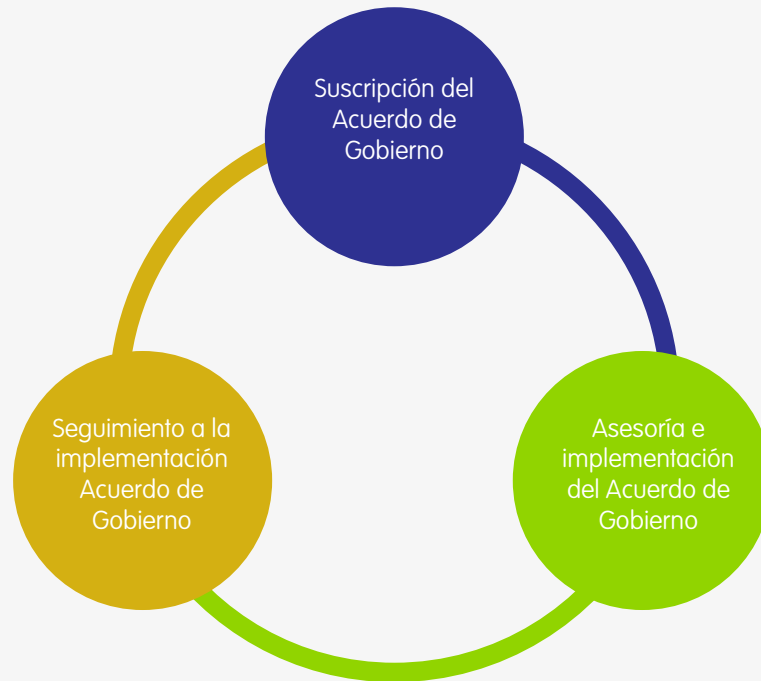 Suscripción del
Acuerdo de
Gobierno
Seguimiento a la
implementación
Acuerdo de
Gobierno
Asesoría e
implementación
del Acuerdo de
Gobierno